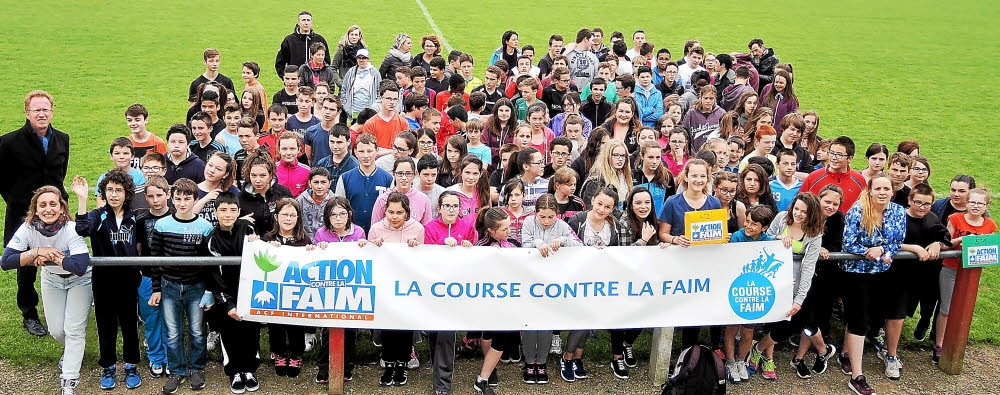 ACTION
CONTRE LA
FAIM
ACF INTERNATIONAL
LA COURSE CONTRE LA FAIM
LA COURSE
CONTRE LA
FAIM